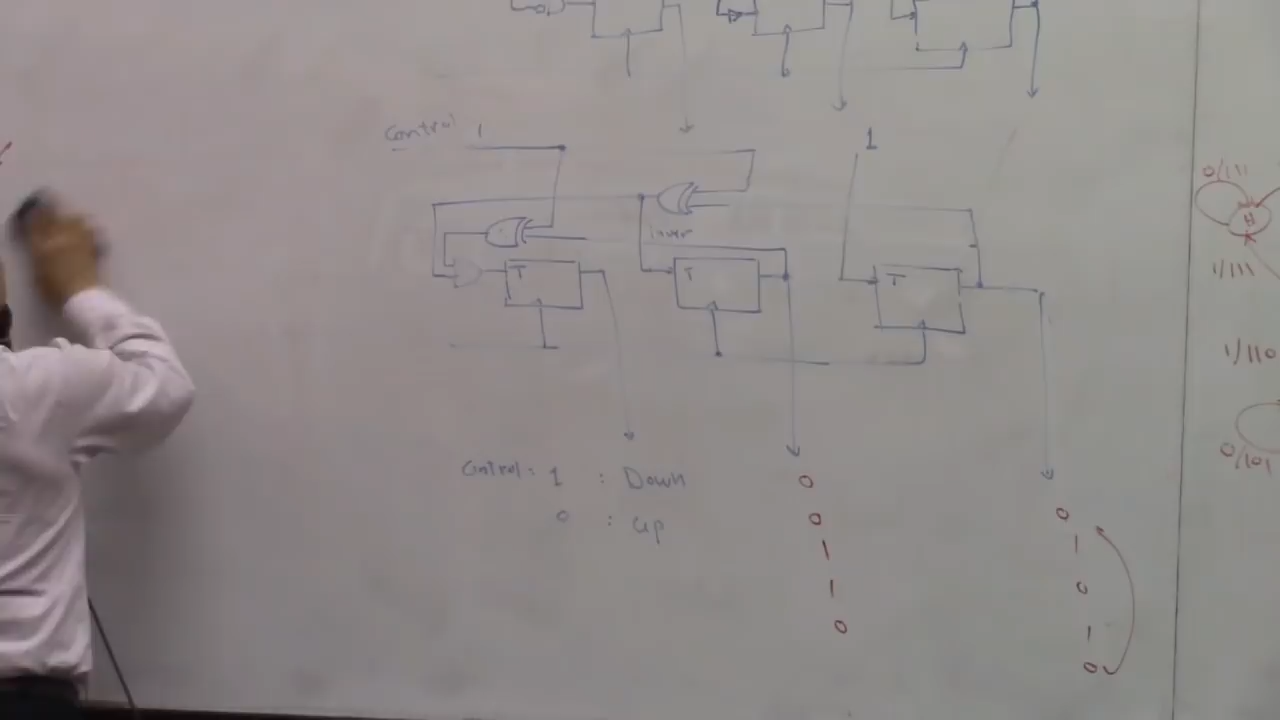 Control 1
1
T
T
T
Control: 1 : Down
0 : Up
0
0
1
1
0
0
1
0
1
0
0/111
1/111
1/110
0/101